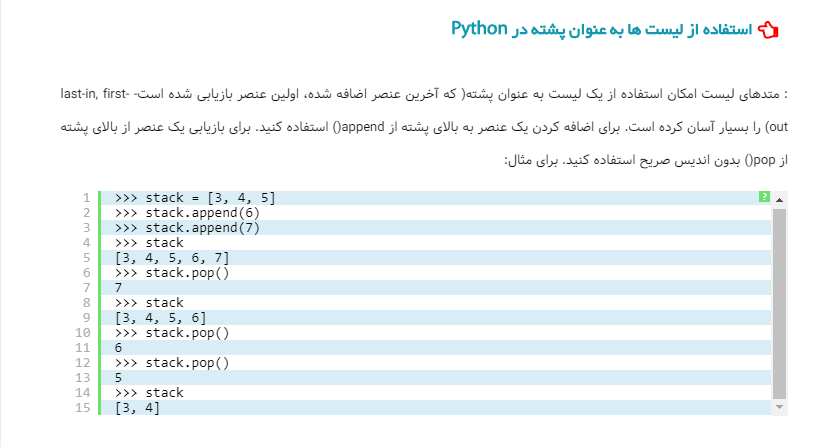 استفاده از لیست ها به عنوان پشته در Python
: متدهای لیست امکان استفاده از یک لیست به عنوان پشته( که آخرین عنصر اضافه شده، اولین عنصر بازیابی شده است- -last-in, first
out) را بسیار آسان کرده است. برای اضافه کردن یک عنصر به بالای پشته از append() استفاده کنید. برای بازیابی یک عنصر از بالای پشته
از pop() بدون اندیس صریح استفاده کنید. برای مثال:
?
1 >>> stack = [3, 4, 5]
2 >>> stack.append(6)
3 >>> stack.append(7)
4 >>> stack
5 [3, 4, 5, 6, 7]
6 >>> stack.pop()
7 7
8 >>> stack
9 [3, 4, 5, 6]
10 >>> stack.pop()
11 6
12 >>> stack.pop()
13 5
14 >>> stack
15 [3, 4]